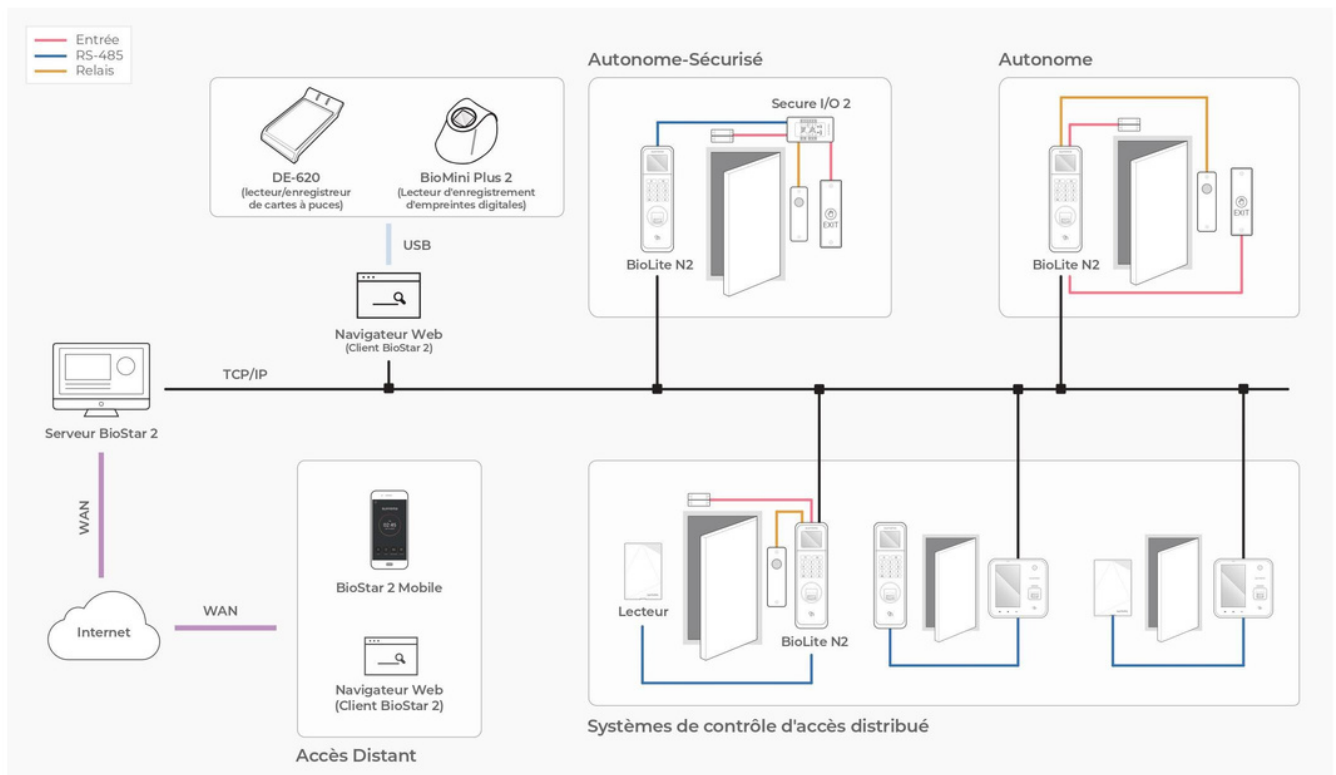 Entrée
RS-485
Relais
Autonome-Sécurisé
Autonome
Secure I/O 2
DE-620
(lecteur/enregistreur
de cartes à puces)
BioMini Plus 2
(Lecteur d'enregistrement
d'empreintes digitales)
EXIT
EXIT
USB
BioLite N2
BioLite N2
Navigateur Web
(Client BioStar 2)
TCP/IP
Serveur BioStar 2
WAN
BioStar 2 Mobile
Lecteur
WAN
Internet
BioLite N2
Navigateur Web
(Client BioStar 2)
Systèmes de contrôle d'accès distribué
Accès Distant